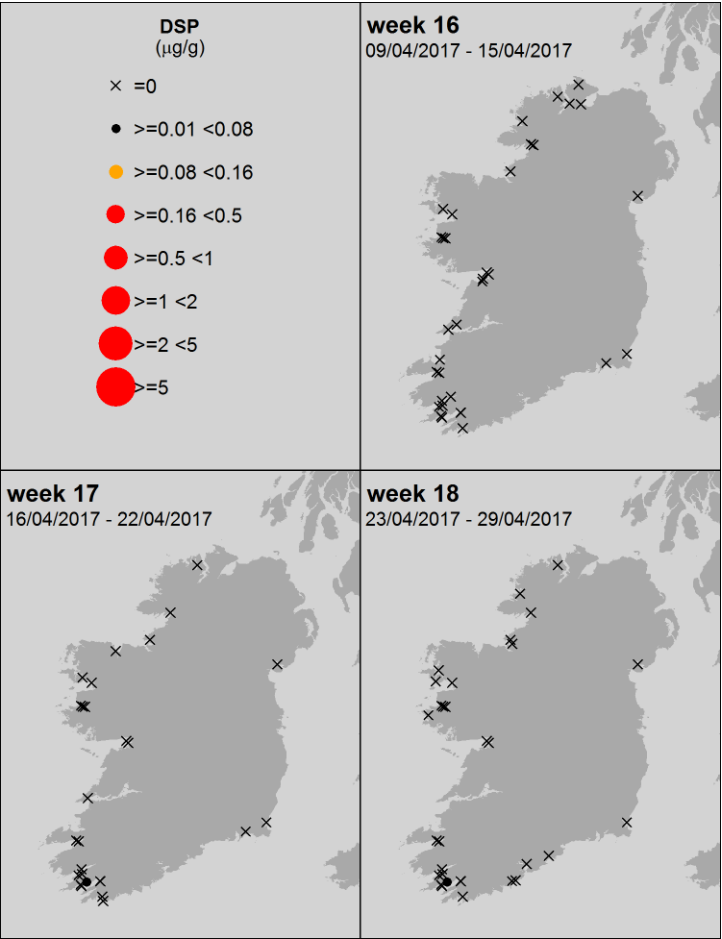 DSP
(µg/g)
=0
>=0.01 <0.08
>=0.08 <0.16
>=0.16 <0.5
>=0.5 <1
>=1 <2
>=2 <5
>=5
week 16
09/04/2017 - 15/04/2017
week 17
16/04/2017 - 22/04/2017
week 18
23/04/2017 - 29/04/2017